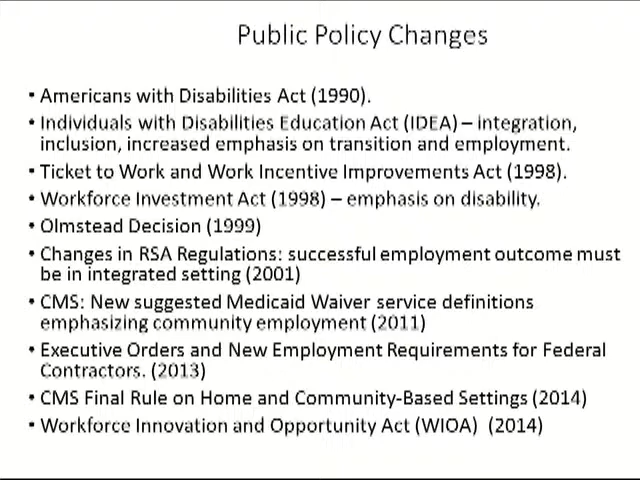 Public Policy Changes
• Americans with Disabilities Act (1990).
• Individuals with Disabilities Education Act (IDEA) – integration,
inclusion, increased emphasis on transition and employment.
• Ticket to Work and Work Incentive Improvements Act (1998).
• Workforce Investment Act (1998) – emphasis on disability.
• Olmstead Decision (1999)
• Changes in RSA Regulations: successful employment outcome must
be in integrated setting (2001)
• CMS: New suggested Medicaid Waiver service definitions
emphasizing community employment (2011)
• Executive Orders and New Employment Requirements for Federal
Contractors. (2013)
• CMS Final Rule on Home and Community-Based Settings (2014)
• Workforce Innovation and Opportunity Act (WIOA) (2014)